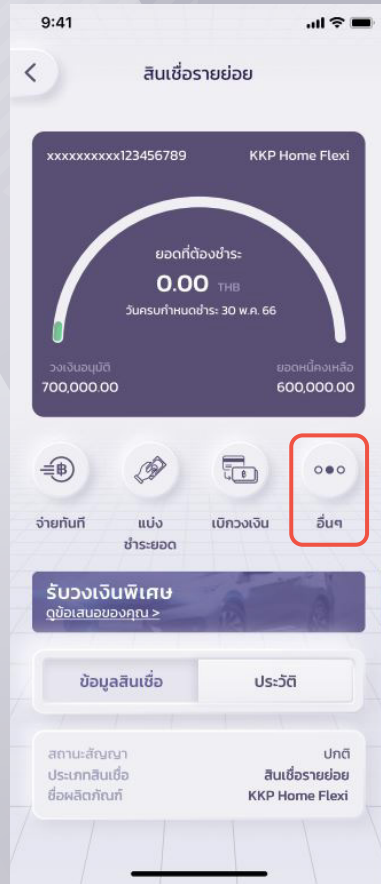 9:41
สินเชื่อรายย่อย
xxxxxxxxxx123456789 KKP Home Flexi
ยอดที่ต้องชำระ
0.00 THB
วันครบกำหนดชำระ 30 พ.ค. 66
วงเงินอนุมัติ ยอดหนี้คงเหลือ
700,000.00 600,000.00
จ่ายทันที แบ่ง เบิกวงเงิน อื่นๆ
ชำระยอด
รับวงเงินพิเศษ
ดูข้อเสนอของคุณ >
ข้อมูลสินเชื่อ ประวัติ
สถานะสัญญา ปกติ
ประเภทสินเชื่อ สินเชื่อรายย่อย
ชื่อผลิตภัณฑ์ KKP Home Flexi